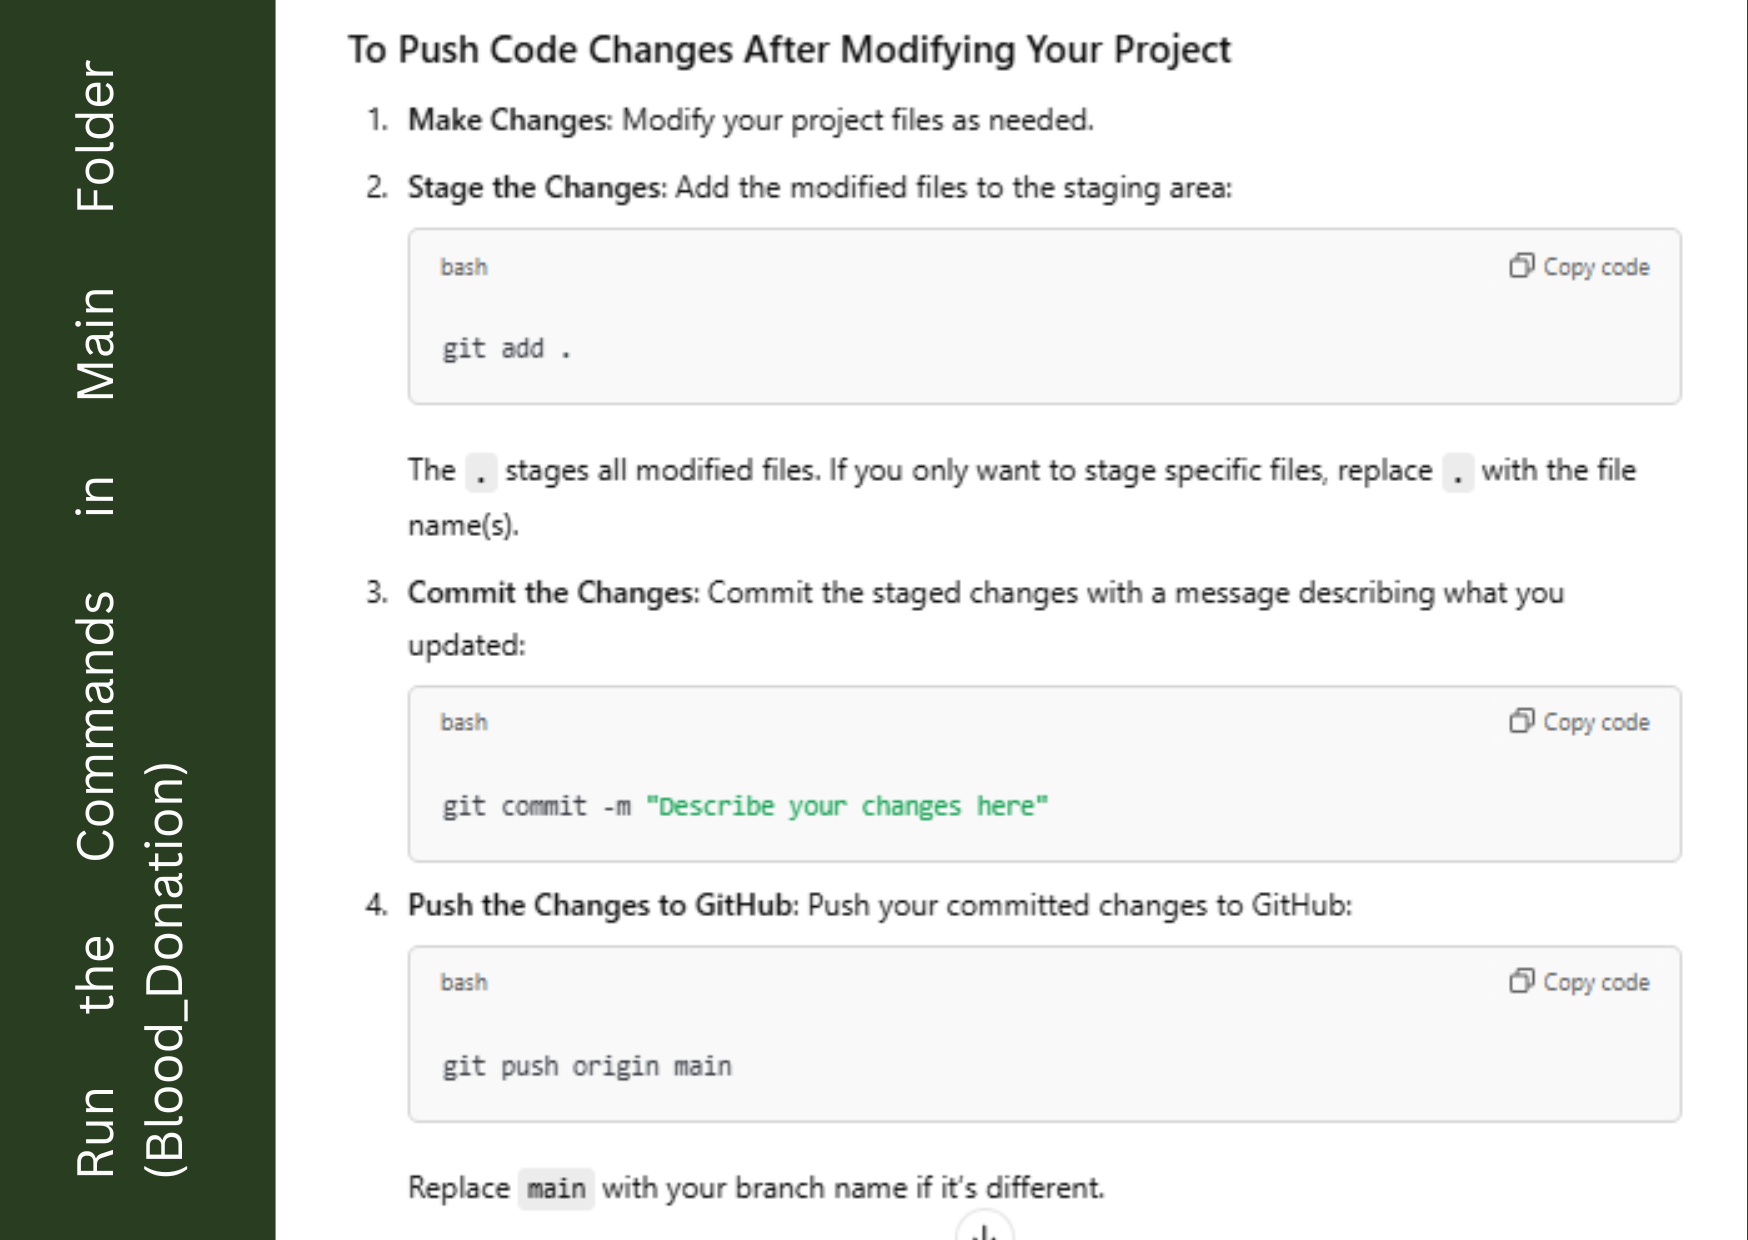 Run the Commands in Main Folder
(Blood_Donation)
To Push Code Changes After Modifying Your Project
1. Make Changes: Modify your project files as needed.
2. Stage the Changes: Add the modified files to the staging area:
bash
Copy code
git add .
The . stages all modified files. If you only want to stage specific files, replace . with the file
name(s).
3. Commit the Changes: Commit the staged changes with a message describing what you
updated:
bash
Copy code
git commit -m "Describe your changes here"
4. Push the Changes to GitHub: Push your committed changes to GitHub:
bash
Copy code
git push origin main
Replace main with your branch name if it's different.